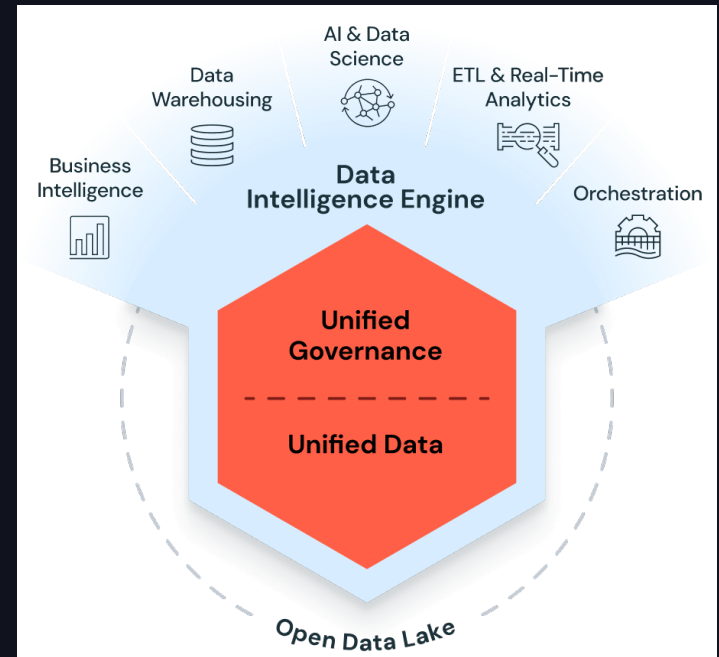 AI & Data
Science
Data
Warehousing
ETL & Real-Time
Analytics
Business
Intelligence
Orchestration
Data
Intelligence Engine
Unified
Governance
Unified Data
Open Data Lake